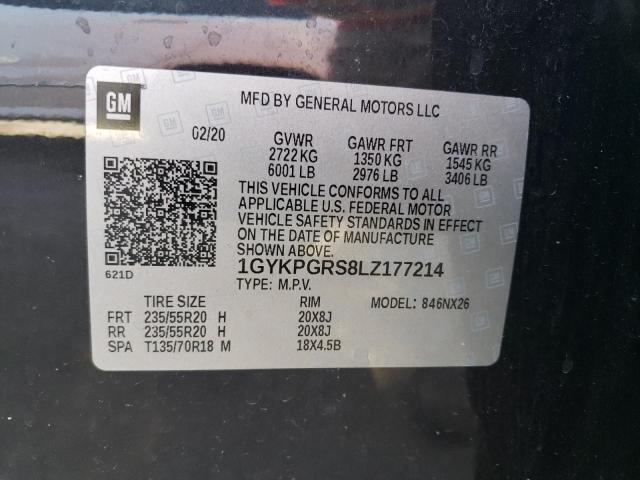 GM
MFD BY GENERAL MOTORS LLC
02/20 GVWR GAWR FRT GAWR RR
2722 KG 1350 KG 1545 KG
6001 LB 2976 LB 3406 LB
THIS VEHICLE CONFORMS TO ALL
APPLICABLE U.S. FEDERAL MOTOR
VEHICLE SAFETY STANDARDS IN EFFECT
ON THE DATE OF MANUFACTURE
SHOWN ABOVE.
621D
1GYKPGRS8LZ177214
TYPE: M.P.V.
TIRE SIZE RIM MODEL: 846NX26
FRT 235/55R20 H 20X8J
RR 235/55R20 H 20X8J
SPA T135/70R18 M 18X4.5B